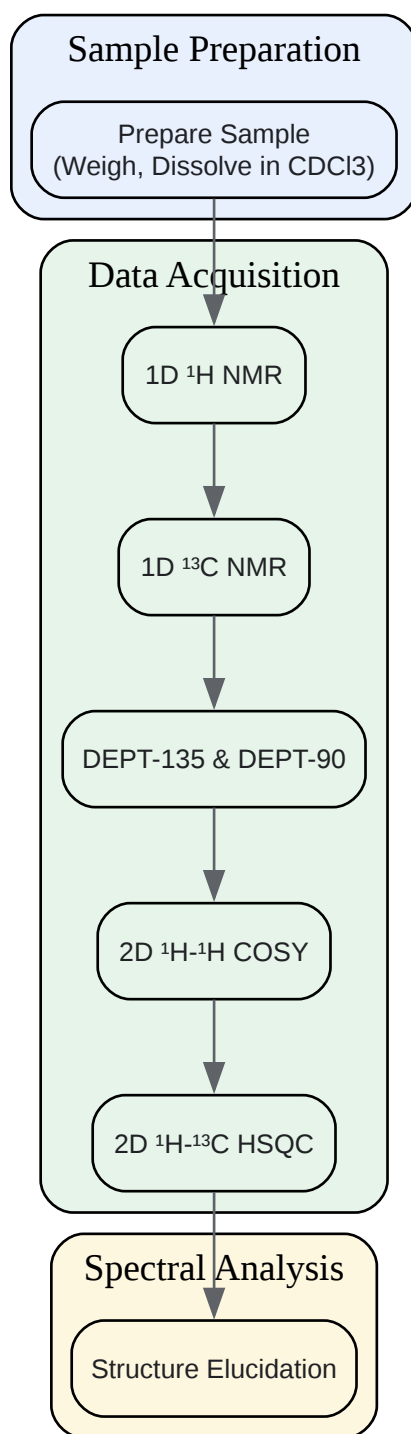 Sample Preparation
Prepare Sample
(Weigh, Dissolve in CDCl3)
Data Acquisition
1D ¹H NMR
1D ¹³C NMR
DEPT-135 & DEPT-90
2D ¹H-¹H COSY
2D ¹H-¹³C HSQC
Spectral Analysis
Structure Elucidation